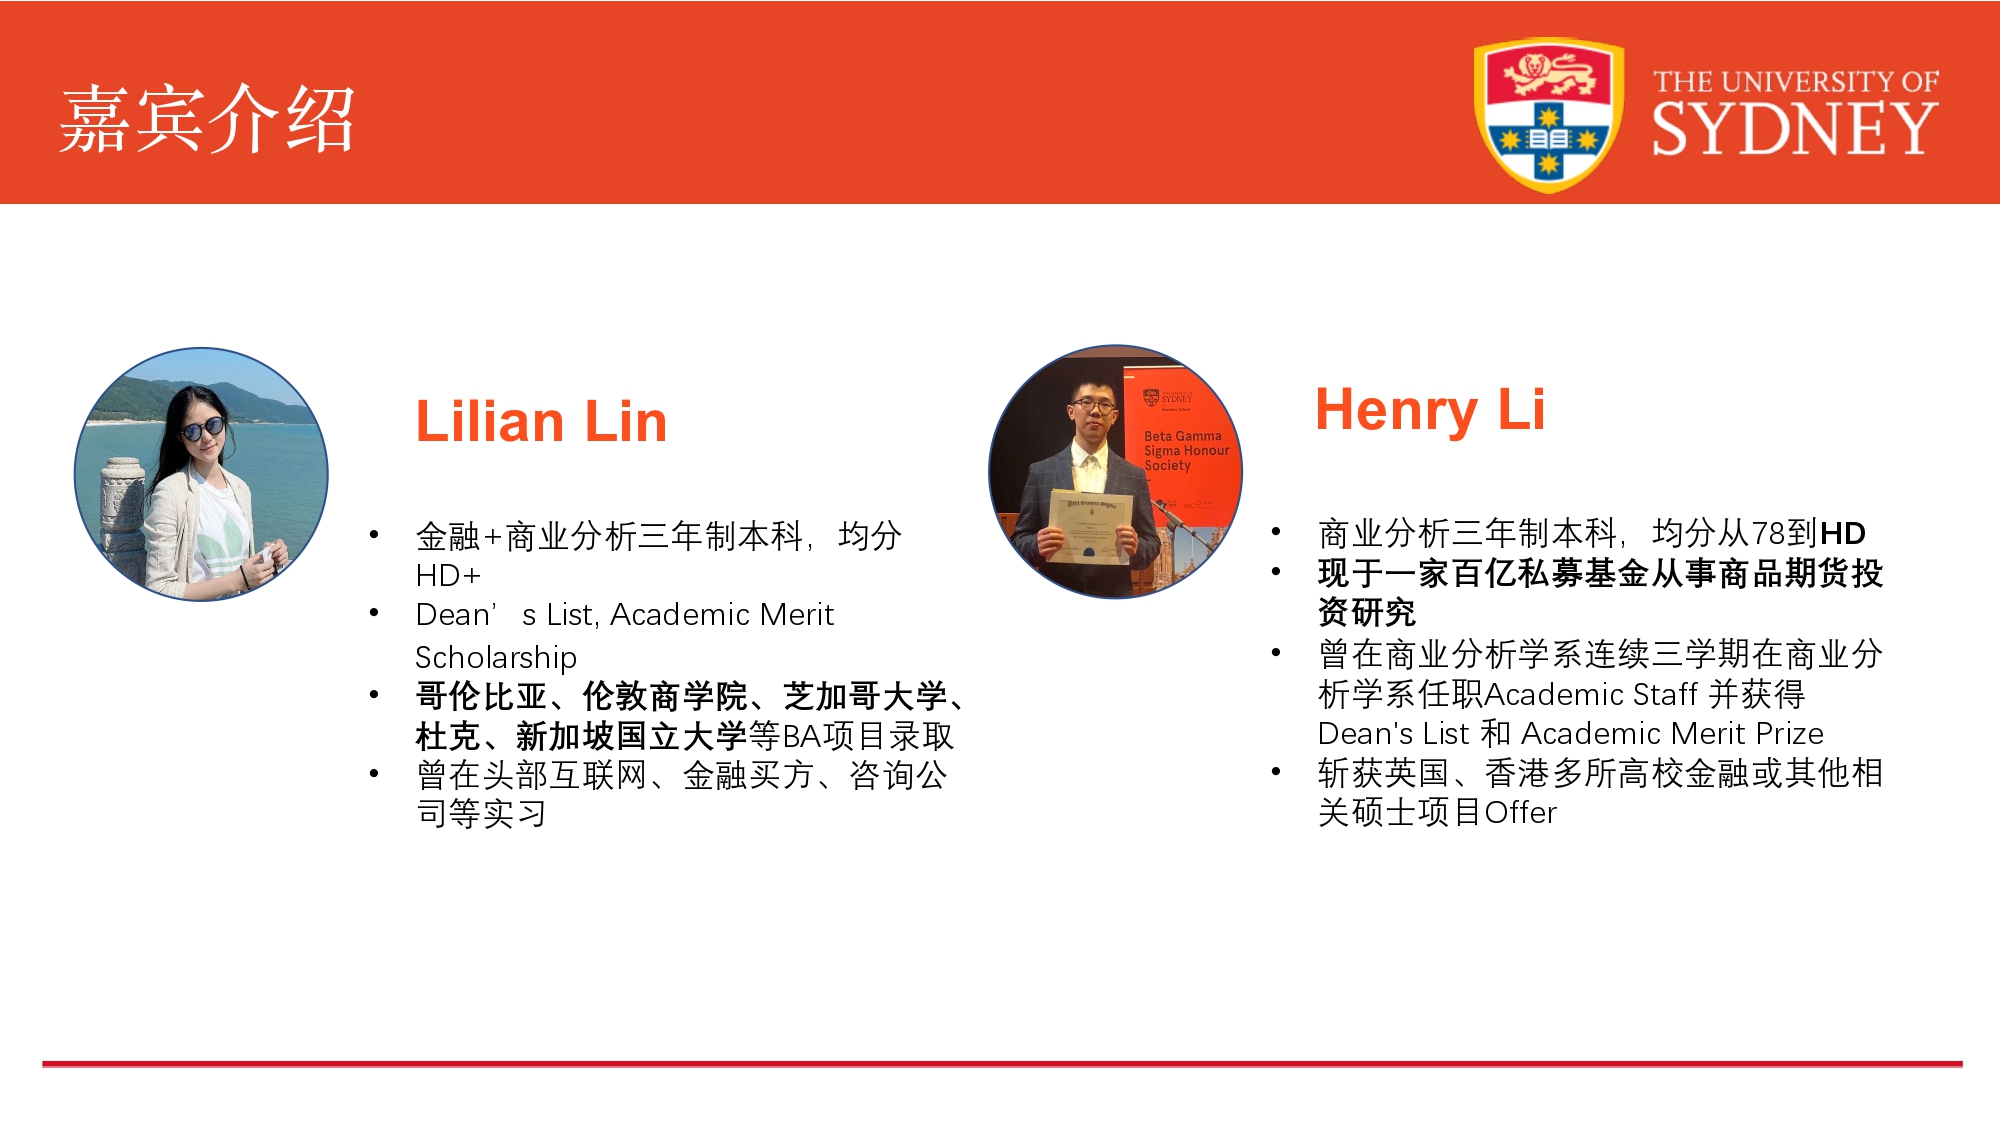 嘉宾介绍
THE UNIVERSITY OF
SYDNEY
Lilian Lin
• 金融+商业分析三年制本科，均分
HD+
• Dean’s List, Academic Merit
Scholarship
• 哥伦比亚、伦敦商学院、芝加哥大学、
杜克、新加坡国立大学等BA项目录取
• 曾在头部互联网、金融买方、咨询公
司等实习
SYDNEY
Beta Gamma
Sigma Honour
Society
Henry Li
• 商业分析三年制本科，均分从78到HD
• 现于一家百亿私募基金从事商品期货投
资研究
• 曾在商业分析学系连续三学期在商业分
析学系任职Academic Staff 并获得
Dean's List 和 Academic Merit Prize
• 斩获英国、香港多所高校金融或其他相
关硕士项目Offer